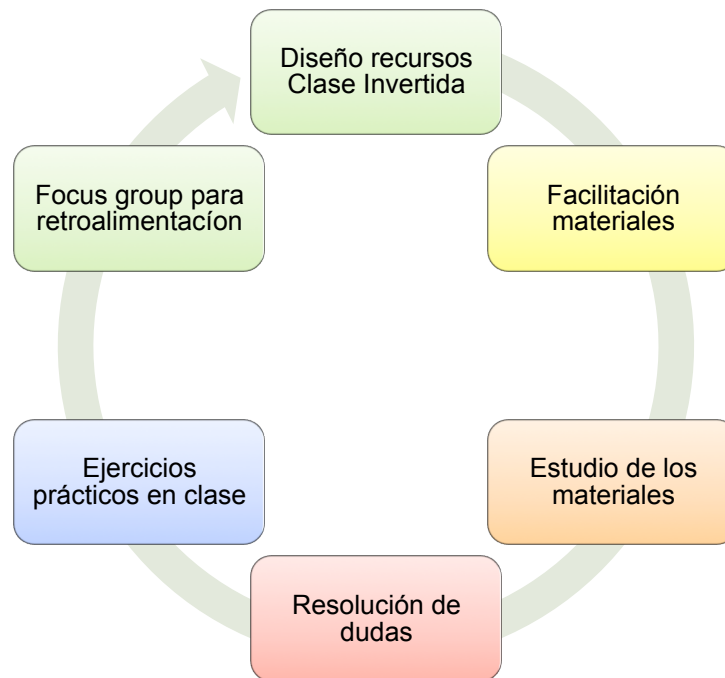 Diseño recursos
Clase Invertida
Facilitación
materiales
Estudio de los
materiales
Resolución de
dudas
Ejercicios
prácticos en clase
Focus group para
retroalimentacíon